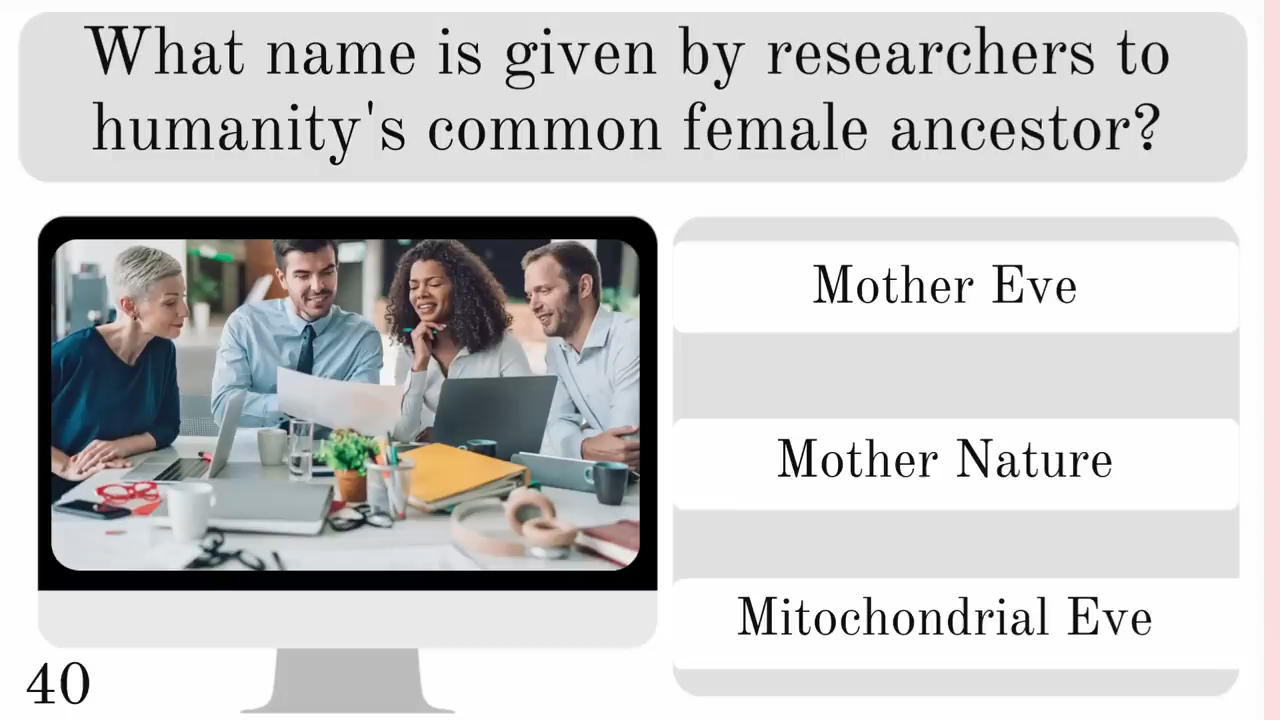 What name is given by researchers to
humanity's common female ancestor?
Mother Eve
Mother Nature
Mitochondrial Eve
40